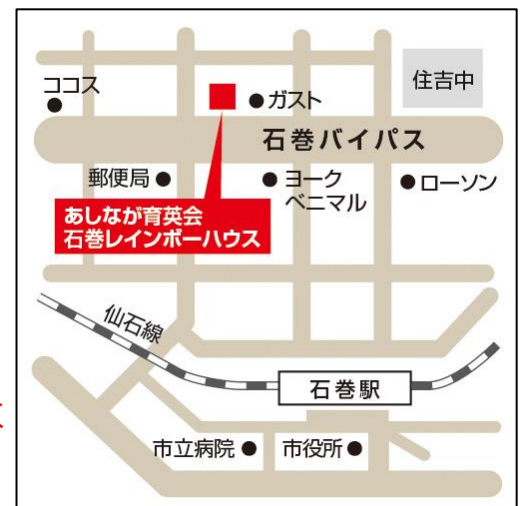 ココス
ガスト
住吉中
石巻バイパス
郵便局
ヨーク
ベニマル
ローソン
あしなが育英会
石巻レインボーハウス
仙石線
石巻駅
市立病院
市役所